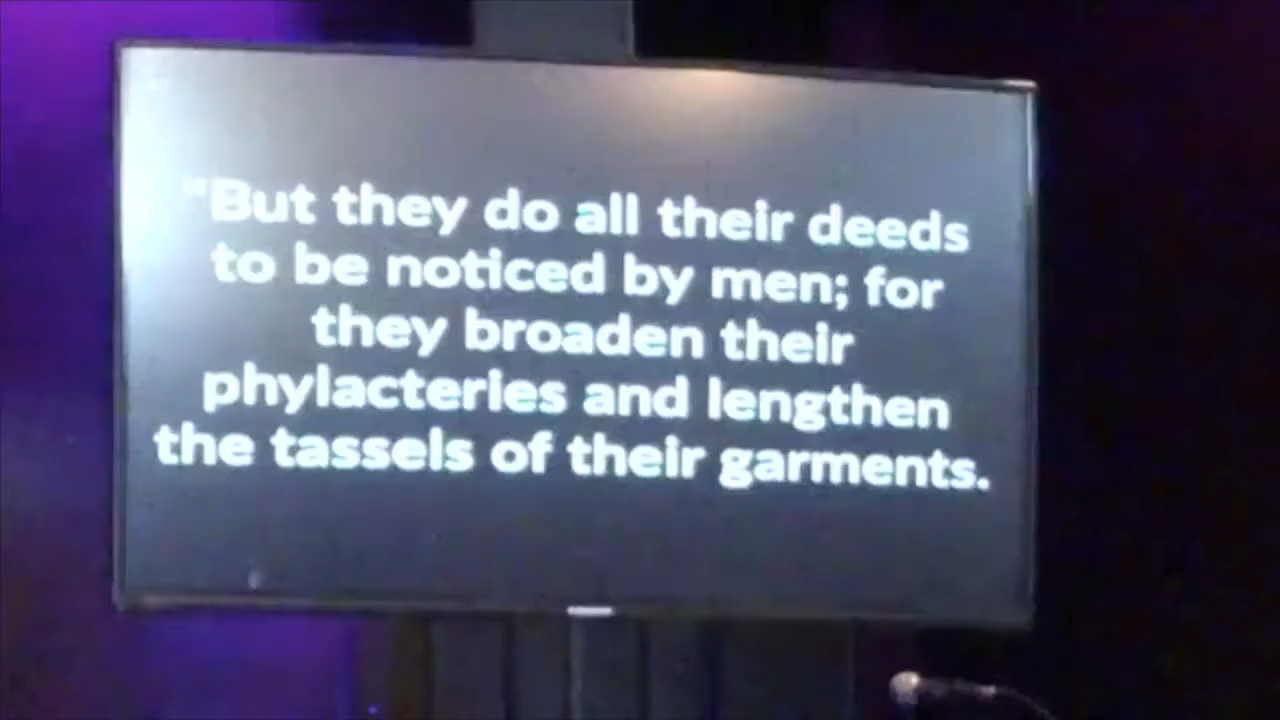 "But they do all their deeds
to be noticed by men; for
they broaden their
phylacteries and lengthen
the tassels of their garments.